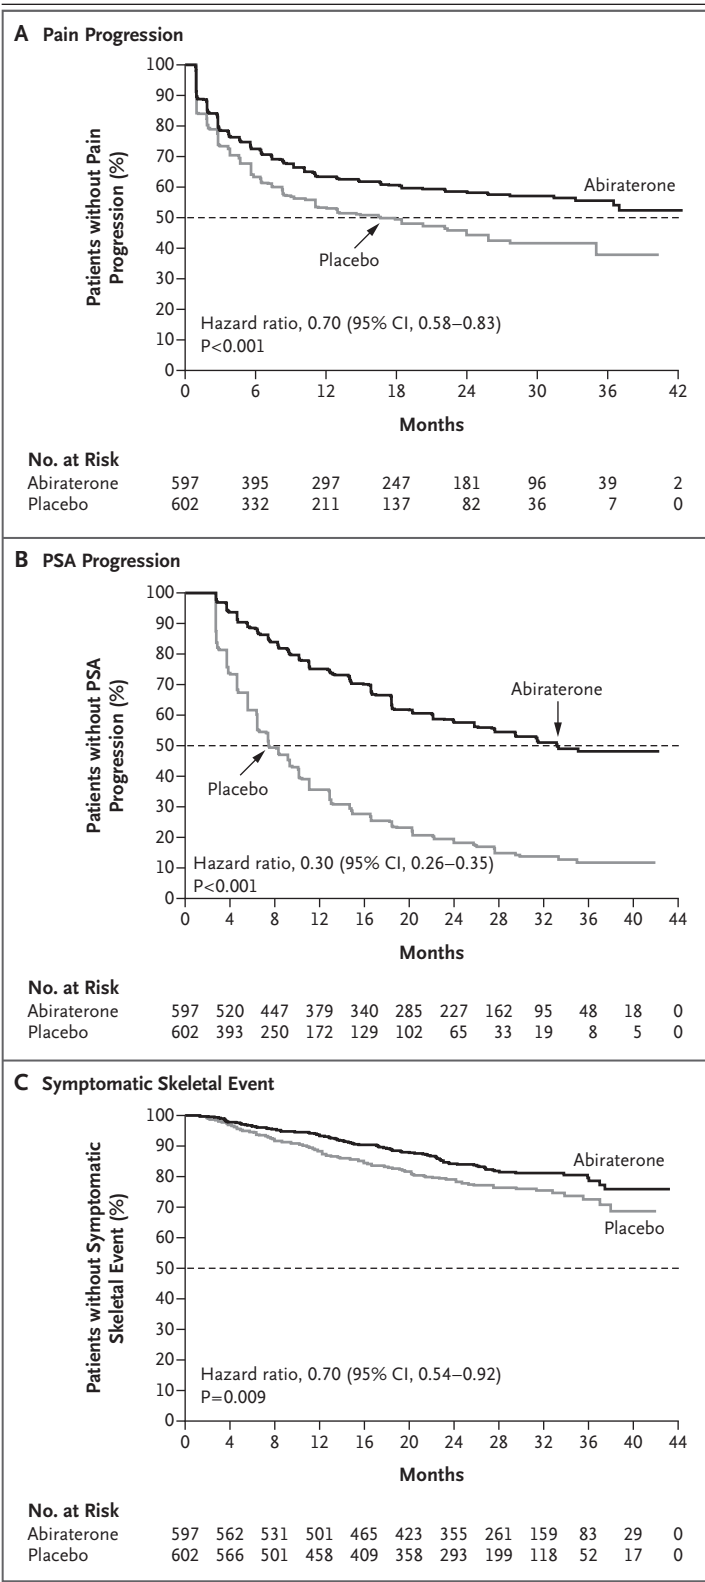 A Pain Progression
100
90
80
70
60
50
40
30
20
10
0
Patients without Pain
Progression (%)
Abiraterone
Placebo
Hazard ratio, 0.70 (95% CI, 0.58–0.83)
P<0.001
0 6 12 18 24 30 36 42
Months
No. at Risk
Abiraterone 597 395 297 247 181 96 39 2
Placebo 602 332 211 137 82 36 7 0
B PSA Progression
100
90
80
70
60
50
40
30
20
10
0
Patients without PSA
Progression (%)
Abiraterone
Placebo
Hazard ratio, 0.30 (95% CI, 0.26–0.35)
P<0.001
0 4 8 12 16 20 24 28 32 36 40 44
Months
No. at Risk
Abiraterone 597 520 447 379 340 285 227 162 95 48 18 0
Placebo 602 393 250 172 129 102 65 33 19 8 5 0
C Symptomatic Skeletal Event
100
90
80
70
60
50
40
30
20
10
0
Patients without Symptomatic
Skeletal Event (%)
Abiraterone
Placebo
Hazard ratio, 0.70 (95% CI, 0.54–0.92)
P=0.009
0 4 8 12 16 20 24 28 32 36 40 44
Months
No. at Risk
Abiraterone 597 562 531 501 465 423 355 261 159 83 29 0
Placebo 602 566 501 458 409 358 293 199 118 52 17 0